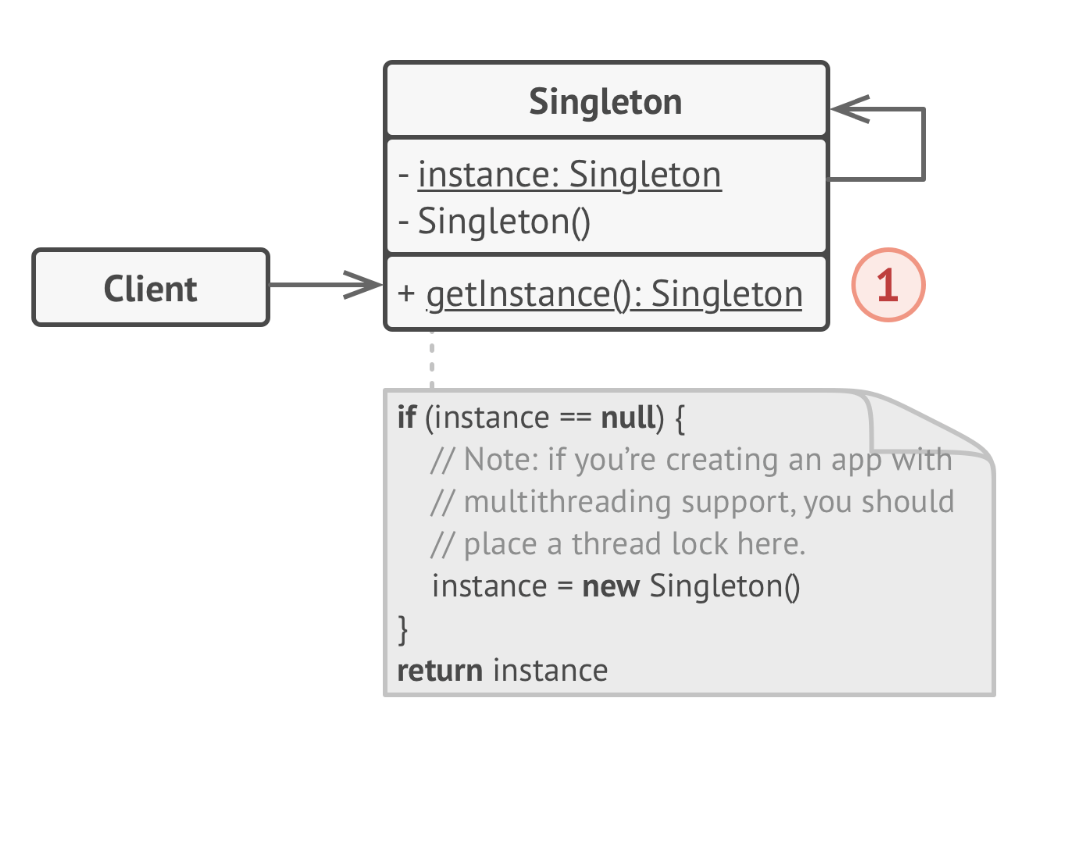 Singleton
- instance: Singleton
- Singleton()
Client
+ getInstance(): Singleton
1
if (instance == null) {
// Note: if you’re creating an app with
// multithreading support, you should
// place a thread lock here.
instance = new Singleton()
}
return instance